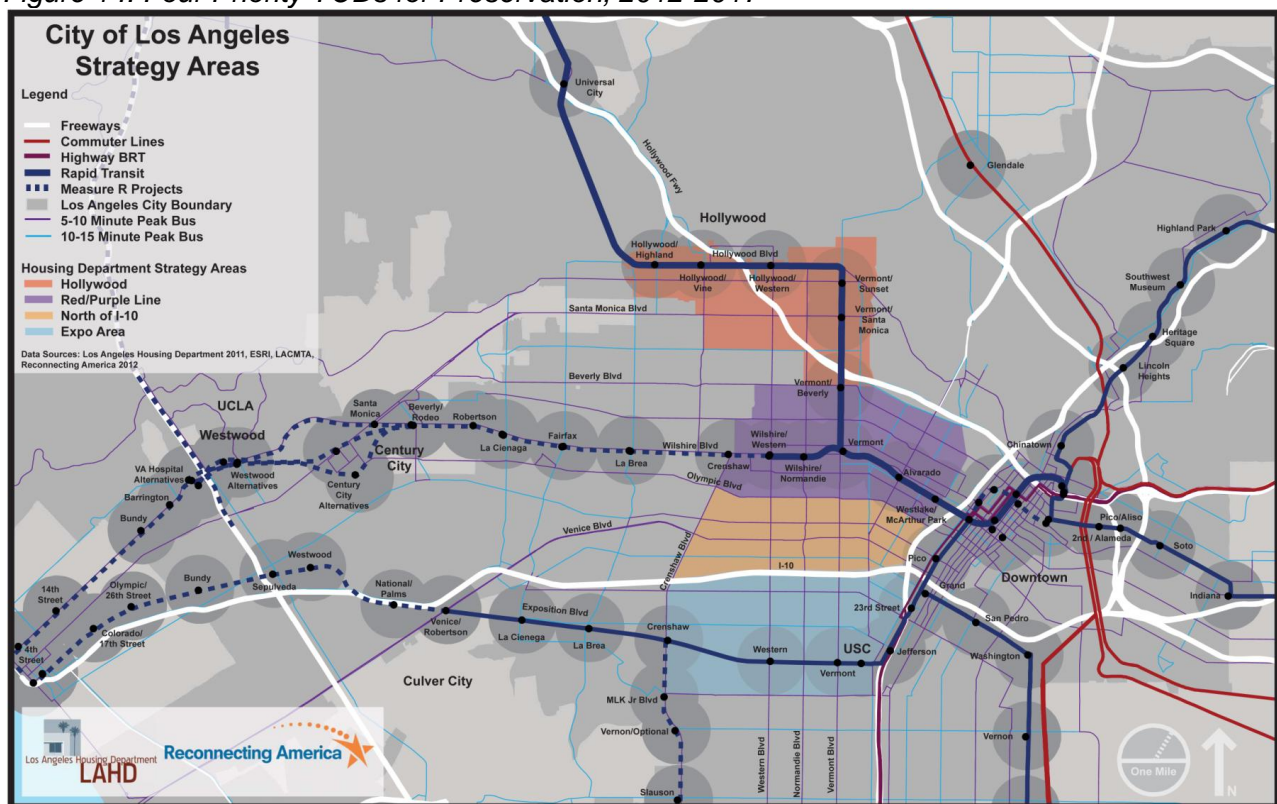 City of Los Angeles
Strategy Areas
Legend
Freeways
Commuter Lines
Highway BRT
Rapid Transit
Measure R Projects
Los Angeles City Boundary
5-10 Minute Peak Bus
10-15 Minute Peak Bus
Housing Department Strategy Areas
Hollywood
Red/Purple Line
North of I-10
Expo Area
Data Sources: Los Angeles Housing Department 2011, ESRI, LACMTA,
Reconnecting America 2012
Universal
City
Hollywood Fwy
Glendale
Highland Park
Southwest
Museum
Heritage
Square
Lincoln
Heights
Chinatown
Hollywood
Hollywood/
Highland
Hollywood Blvd
Hollywood/
Vine
Hollywood/
Western
Vermont/
Sunset
Vermont/
Santa
Monica
Santa Monica Blvd
Beverly Blvd
Vermont/
Beverly
UCLA
Westwood
Santa
Monica
Beverly/
Rodeo
Robertson
La Cienaga
Fairfax
La Brea
Wilshire Blvd
Crenshaw
Wilshire/
Western
Wilshire/
Normandie
Vermont
Alvarado
Westlake/
McArthur Park
Century
City
VA Hospital
Alternatives
Westwood
Alternatives
Century
City
Alternatives
Barrington
Bundy
Olympic Blvd
Venice Blvd
Crenshaw Blvd
I-10
Pico
Grand
23rd Street
Pico/Aliso
2nd / Alameda
Soto
Indiana
Downtown
San Pedro
Washington
Vernon
14th
Street
Olympic/
26th Street
Bundy
Sepulveda
Westwood
National/
Palms
Venice/
Robertson
Exposition Blvd
La Cienega
La Brea
Crenshaw
Western
Vermont
USC
Jefferson
4th
Street
Colorado/
17th Street
Culver City
MLK Jr Blvd
Vernon/Optional
Slauson
Western Blvd
Normandie Blvd
Vermont Blvd
Los Angeles Housing Department
LAHD
Reconnecting America
One Mile
N